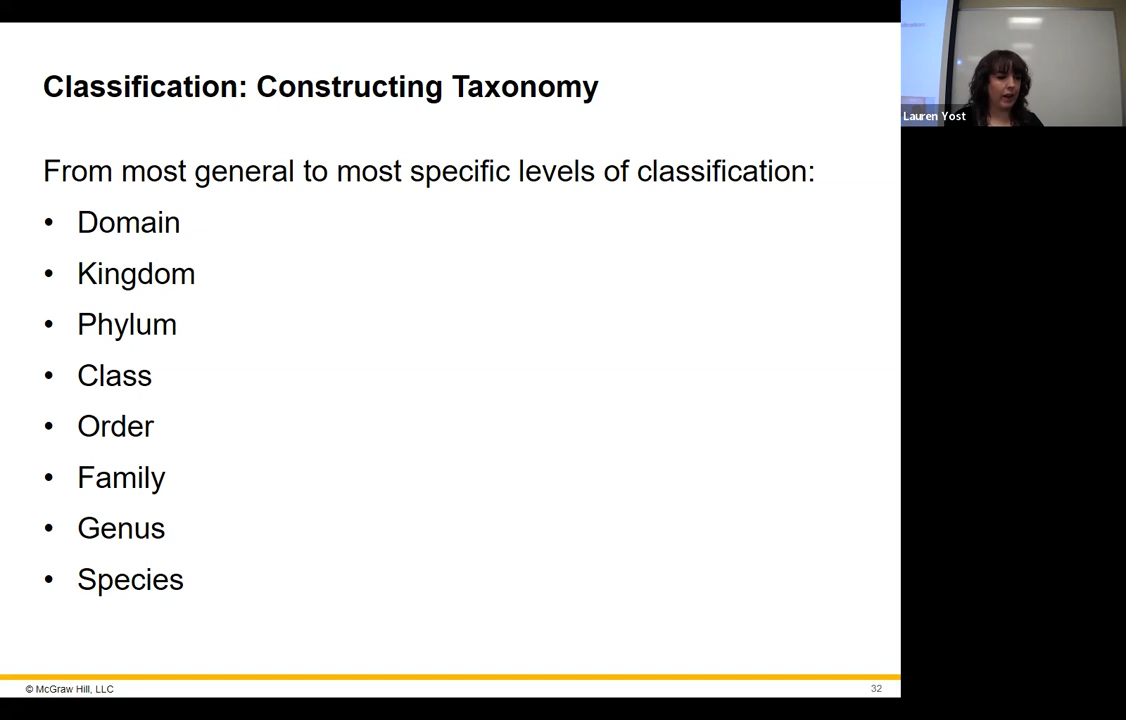 Classification: Constructing Taxonomy
From most general to most specific levels of classification:
• Domain
• Kingdom
• Phylum
• Class
• Order
• Family
• Genus
• Species
© McGraw Hill, LLC
32
Lauren Yost